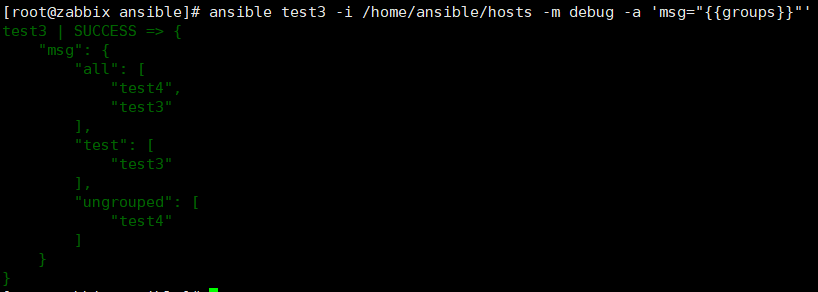 [root@zabbix ansible]# ansible test3 -i /home/ansible/hosts -m debug -a 'msg="{{groups}}"'
test3 | SUCCESS => {
    "msg": {
        "all": [
            "test4",
            "test3"
        ],
        "test": [
            "test3"
        ],
        "ungrouped": [
            "test4"
        ]
    }
}